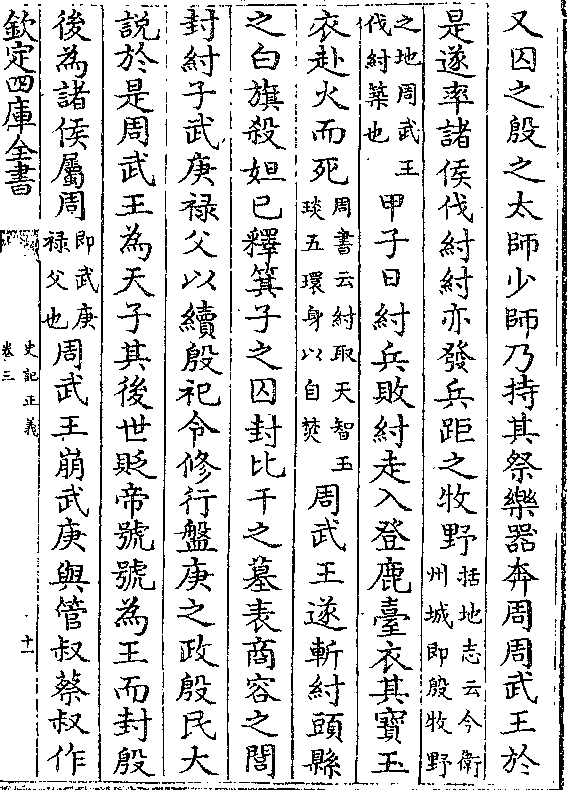 又囚之殷之太師少師乃持其祭樂器奔周周武王於
是遂率諸侯伐紂紂亦發兵距之牧野括地志云今衛州城即殷牧野
之地周武王伐紂築也甲子日紂兵敗紂走入登鹿臺衣其寶玉
衣赴火而死周書云紂取天智玉琰五環身以自焚周武王遂斬紂頭縣
之白旗殺妲已釋箕子之囚封比干之墓表商容之閭
封紂子武庚禄父以續殷祀令修行盤庚之政殷民大
説於是周武王為天子其後世貶帝號號為王而封殷
後為諸侯屬周即武庚禄父也周武王崩武庚與管叔蔡叔作
欽定四庫全書
史記正義
卷三
十一